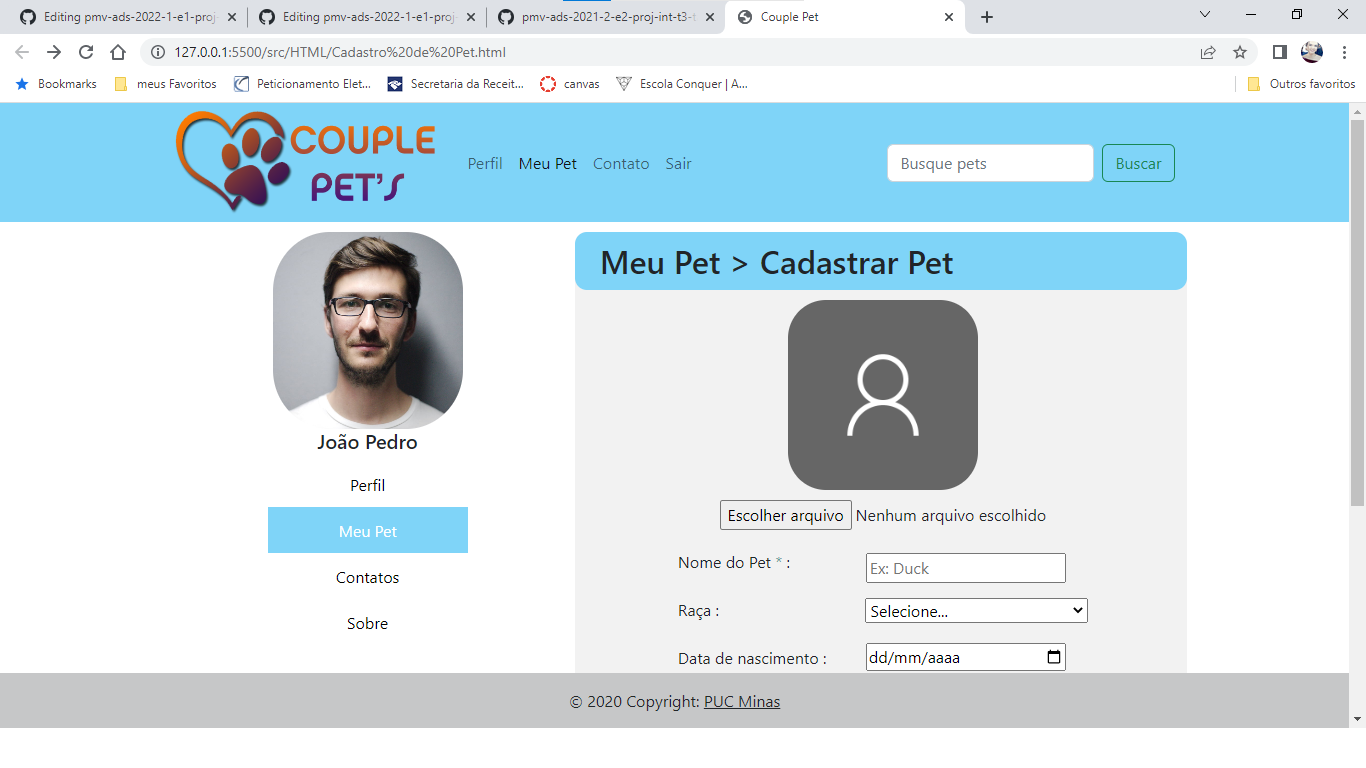 Editing pmv-ads-2022-1-e1-proj-
Editing pmv-ads-2022-1-e1-proj-
pmv-ads-2021-2-e2-proj-int-t3-t
Couple Pet
127.0.0.1:5500/src/HTML/Cadastro%20de%20Pet.html
Bookmarks
meus Favoritos
Peticionamento Elet...
Secretaria da Receit...
canvas
Escola Conquer | A...
Outros favoritos
COUPLE
PET'S
Perfil
Meu Pet
Contato
Sair
Busque pets
Buscar
João Pedro
Perfil
Meu Pet
Contatos
Sobre
Meu Pet > Cadastrar Pet
Escolher arquivo Nenhum arquivo escolhido
Nome do Pet * :
Ex: Duck
Raça :
Selecione...
Data de nascimento :
dd/mm/aaaa
© 2020 Copyright: PUC Minas